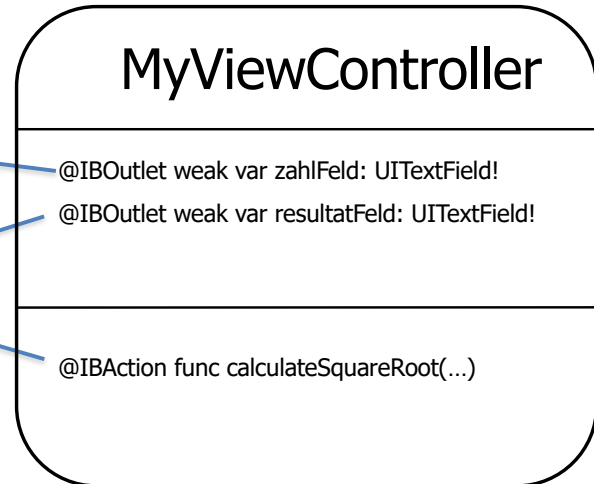 MyViewController
@IBOutlet weak var zahlFeld: UITextField!
@IBOutlet weak var resultatFeld: UITextField!
@IBAction func calculateSquareRoot(…)